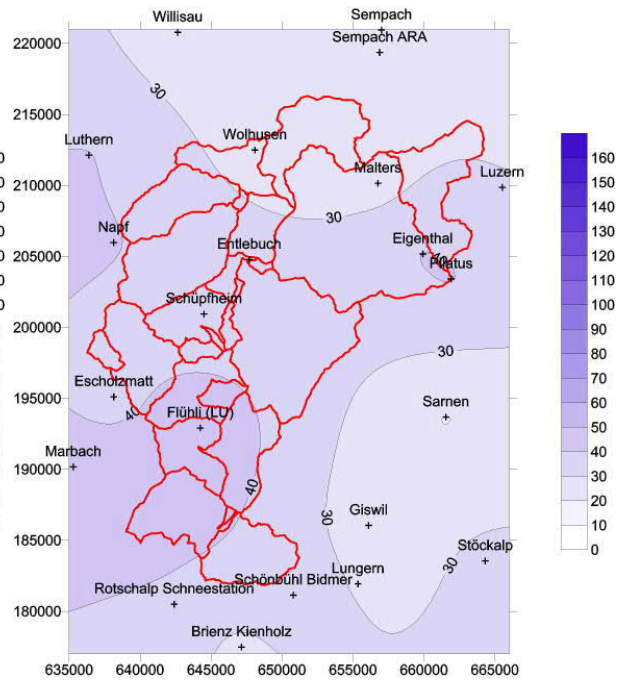 Willisau
Sempach
220000
Sempach ARA
30
215000
Luthern
Wolhusen
Malters
Luzern
210000
30
Napf
Entlebuch
Eigenthal
40
Pilatus
205000
Schüpfheim
200000
30
Escholzmatt
40
Flühli (LU)
Sarnen
195000
Marbach
190000
40
30
Giswil
185000
Stöckalp
30
Lungern
Schönbühl Bidmer
Rotschalp Schneestation
180000
Brienz Kienholz
635000 640000 645000 650000 655000 660000 665000
160
150
140
130
120
110
100
90
80
70
60
50
40
30
20
10
0